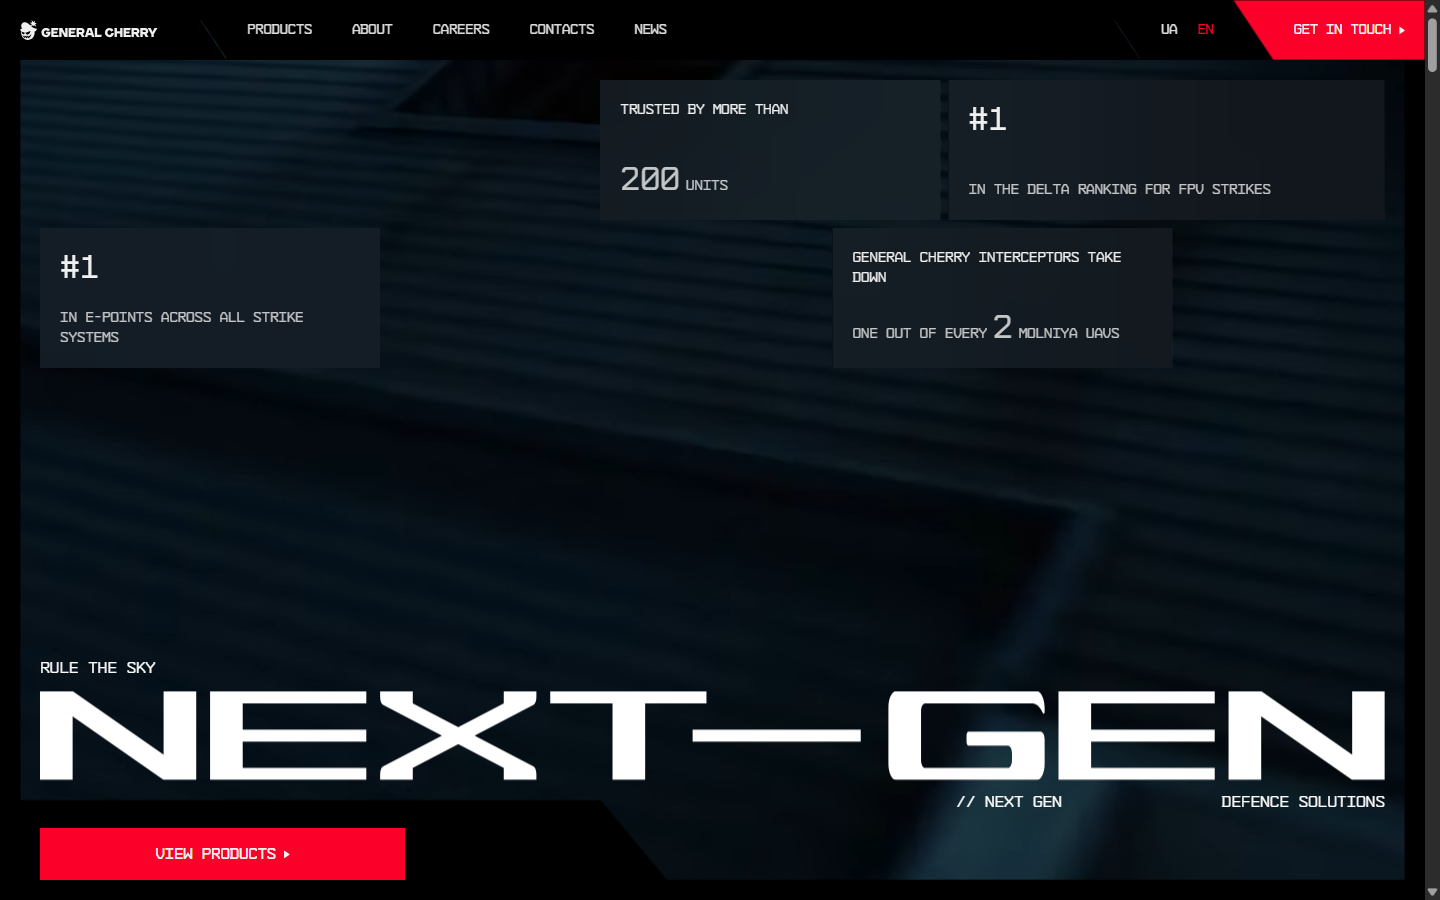 GENERAL CHERRY
PRODUCTS
ABOUT
CAREERS
CONTACTS
NEWS
UA
EN
GET IN TOUCH
TRUSTED BY MORE THAN
200 UNITS
#1
IN THE DELTA RANKING FOR FPV STRIKES
#1
IN E-POINTS ACROSS ALL STRIKE
SYSTEMS
GENERAL CHERRY INTERCEPTORS TAKE
DOWN
ONE OUT OF EVERY 2 MOLNIYA UAVS
RULE THE SKY
NEXT—GEN
// NEXT GEN
DEFENCE SOLUTIONS
VIEW PRODUCTS